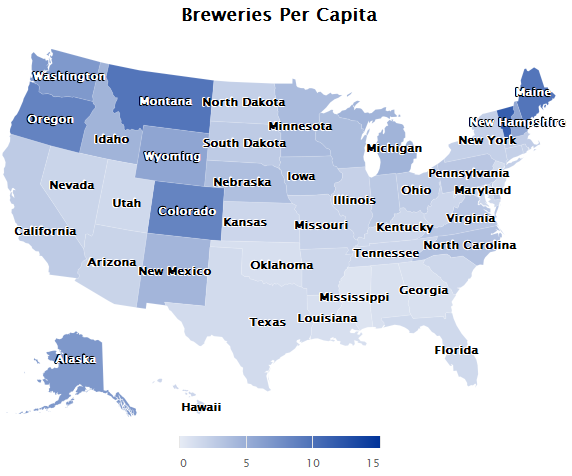 Breweries Per Capita
Washington
Montana
North Dakota
Maine
Oregon
Minnesota
New Hampshire
Idaho
South Dakota
New York
Michigan
Wyoming
Nebraska
Iowa
Pennsylvania
Nevada
Utah
Colorado
Illinois
Ohio
Maryland
Kansas
Missouri
Kentucky
Virginia
California
Arizona
New Mexico
Oklahoma
Tennessee
North Carolina
Mississippi
Georgia
Texas
Louisiana
Florida
Alaska
Hawaii
0 5 10 15